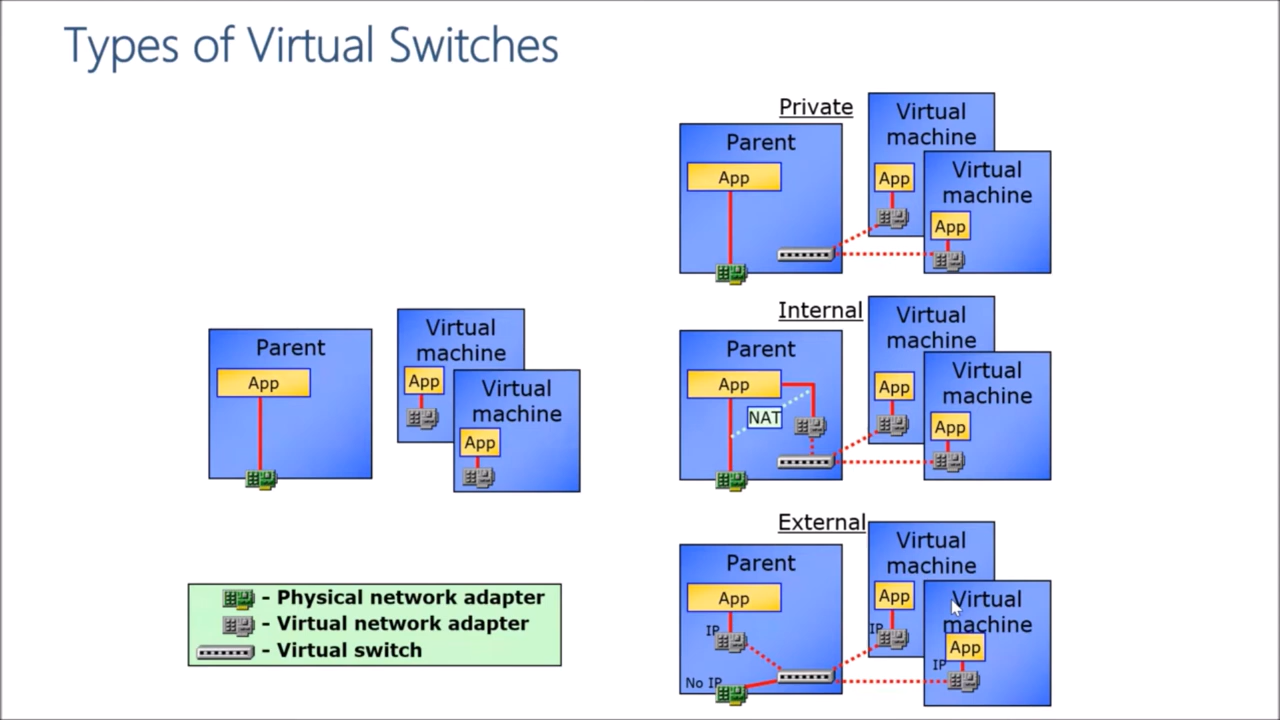 Types of Virtual Switches
Private
Parent
App
Virtual
machine
App
Virtual
machine
App
Parent
App
Virtual
machine
App
Virtual
machine
App
Internal
Parent
App
NAT
Virtual
machine
App
Virtual
machine
App
External
Parent
App
IP
No IP
Virtual
machine
App
IP
Virtual
machine
App
IP
- Physical network adapter
- Virtual network adapter
- Virtual switch